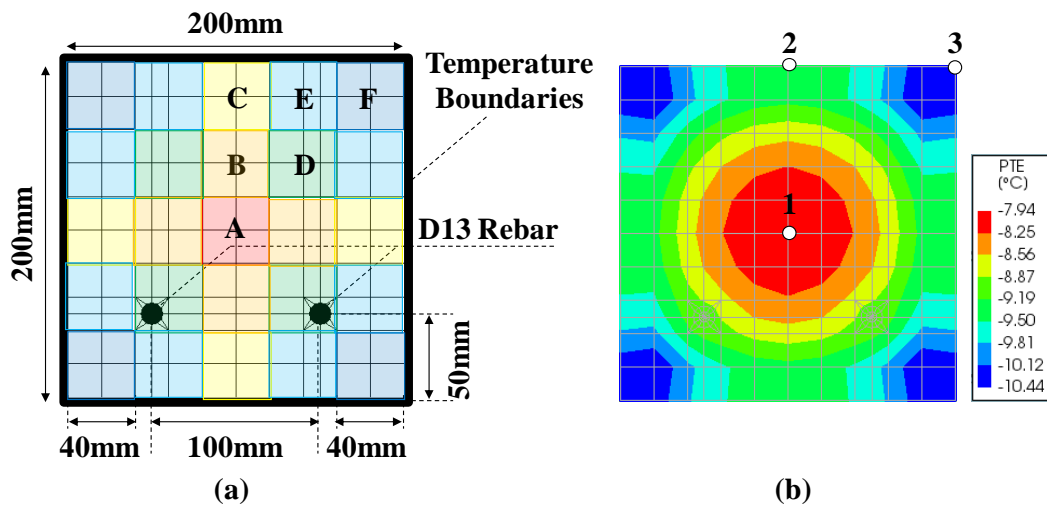 200mm
Temperature
Boundaries
C
E
F
B
D
A
D13 Rebar
200mm
50mm
40mm
100mm
40mm
(a)
2
3
1
PTE
(°C)
-7.94
-8.25
-8.56
-8.87
-9.19
-9.50
-9.81
-10.12
-10.44
(b)